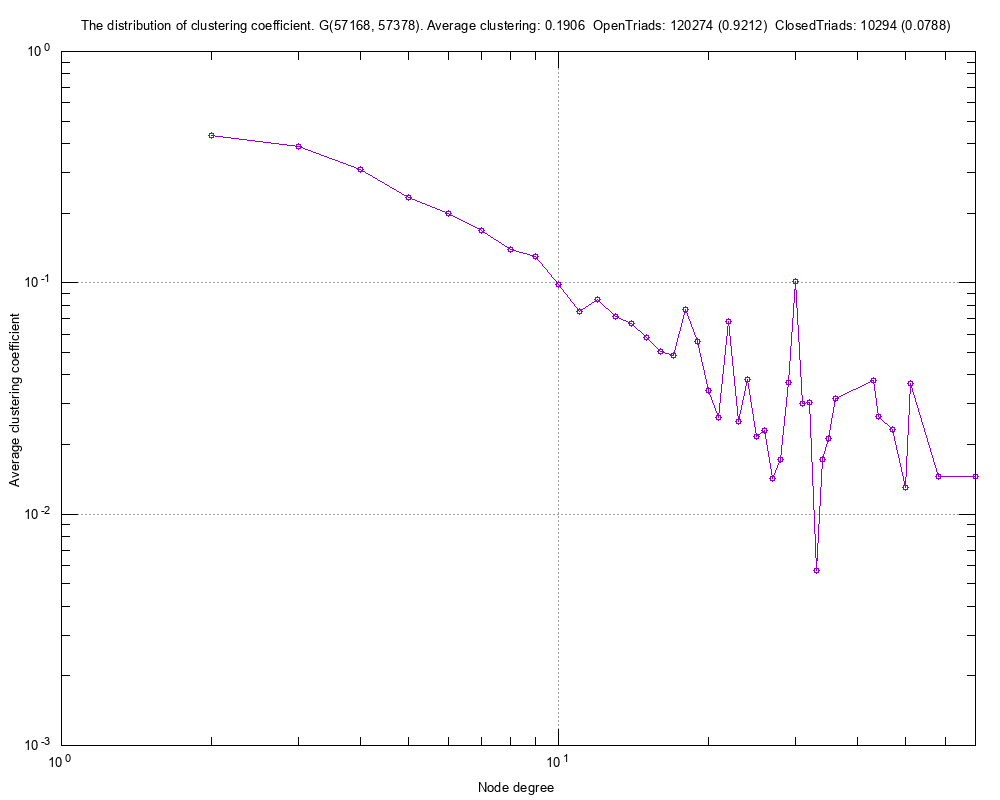 The distribution of clustering coefficient. G(57168, 57378). Average clustering: 0.1906  OpenTriads: 120274 (0.9212)  ClosedTriads: 10294 (0.0788)
10^0
10^-1
Average clustering coefficient
10^-2
10^-3
10^0 10^1
Node degree